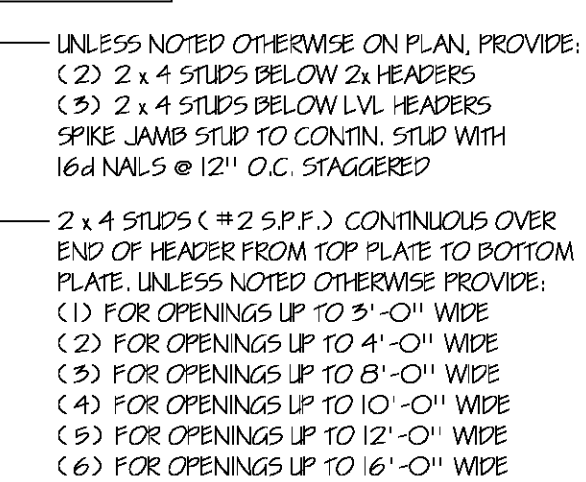 UNLESS NOTED OTHERWISE ON PLAN, PROVIDE:
(2) 2 x 4 STUDS BELOW 2x HEADERS
(3) 2 x 4 STUDS BELOW LVL HEADERS
SPIKE JAMB STUD TO CONTIN. STUD WITH
16d NAILS @ 12" O.C. STAGGERED
2 x 4 STUDS (#2 S.P.F.) CONTINUOUS OVER
END OF HEADER FROM TOP PLATE TO BOTTOM
PLATE. UNLESS NOTED OTHERWISE PROVIDE:
(1) FOR OPENINGS UP TO 3'-0" WIDE
(2) FOR OPENINGS UP TO 4'-0" WIDE
(3) FOR OPENINGS UP TO 8'-0" WIDE
(4) FOR OPENINGS UP TO 10'-0" WIDE
(5) FOR OPENINGS UP TO 12'-0" WIDE
(6) FOR OPENINGS UP TO 16'-0" WIDE